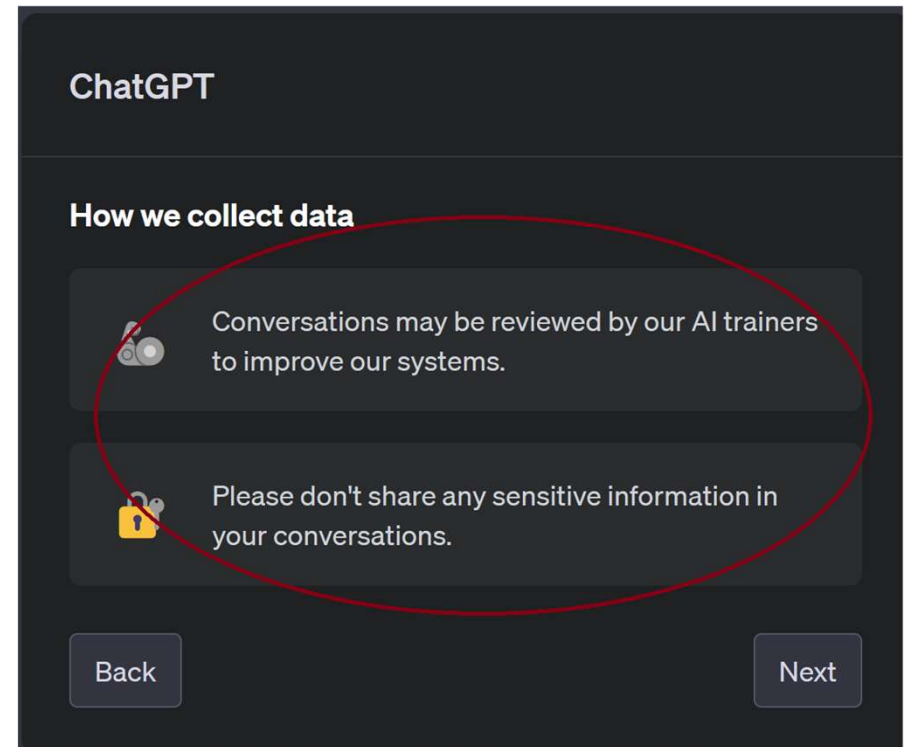 ChatGPT
How we collect data
Conversations may be reviewed by our AI trainers
to improve our systems.
Please don't share any sensitive information in
your conversations.
Back
Next